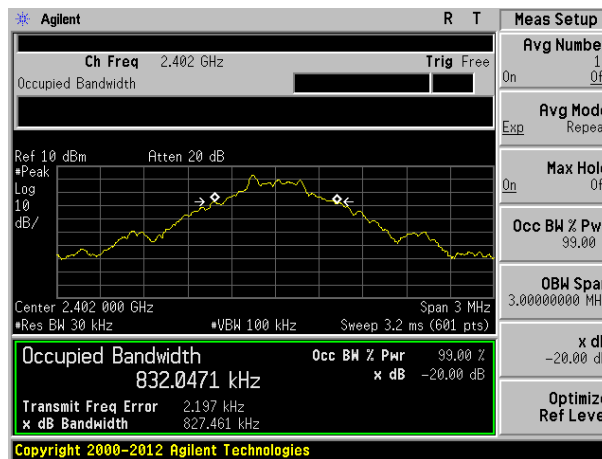 Agilent R T Meas Setup
Avg Numbe
1
On Of
Ch Freq 2.402 GHz Trig Free
Occupied Bandwidth
Avg Mode
Exp Repea
Ref 10 dBm Atten 20 dB
#Peak
Log
10
dB/
Max Hol
On Of
Occ BW % Pw
99.00
OBW Spa
3.00000000 MH
Center 2.402 000 GHz Span 3 MHz
#Res BW 30 kHz #VBW 100 kHz Sweep 3.2 ms (601 pts)
Occupied Bandwidth
832.0471 kHz
Occ BW % Pwr 99.00 %
x dB -20.00 dB
Transmit Freq Error 2.197 kHz
x dB Bandwidth 827.461 kHz
x d
-20.00 d
Optimize
Ref Leve
Copyright 2000-2012 Agilent Technologies